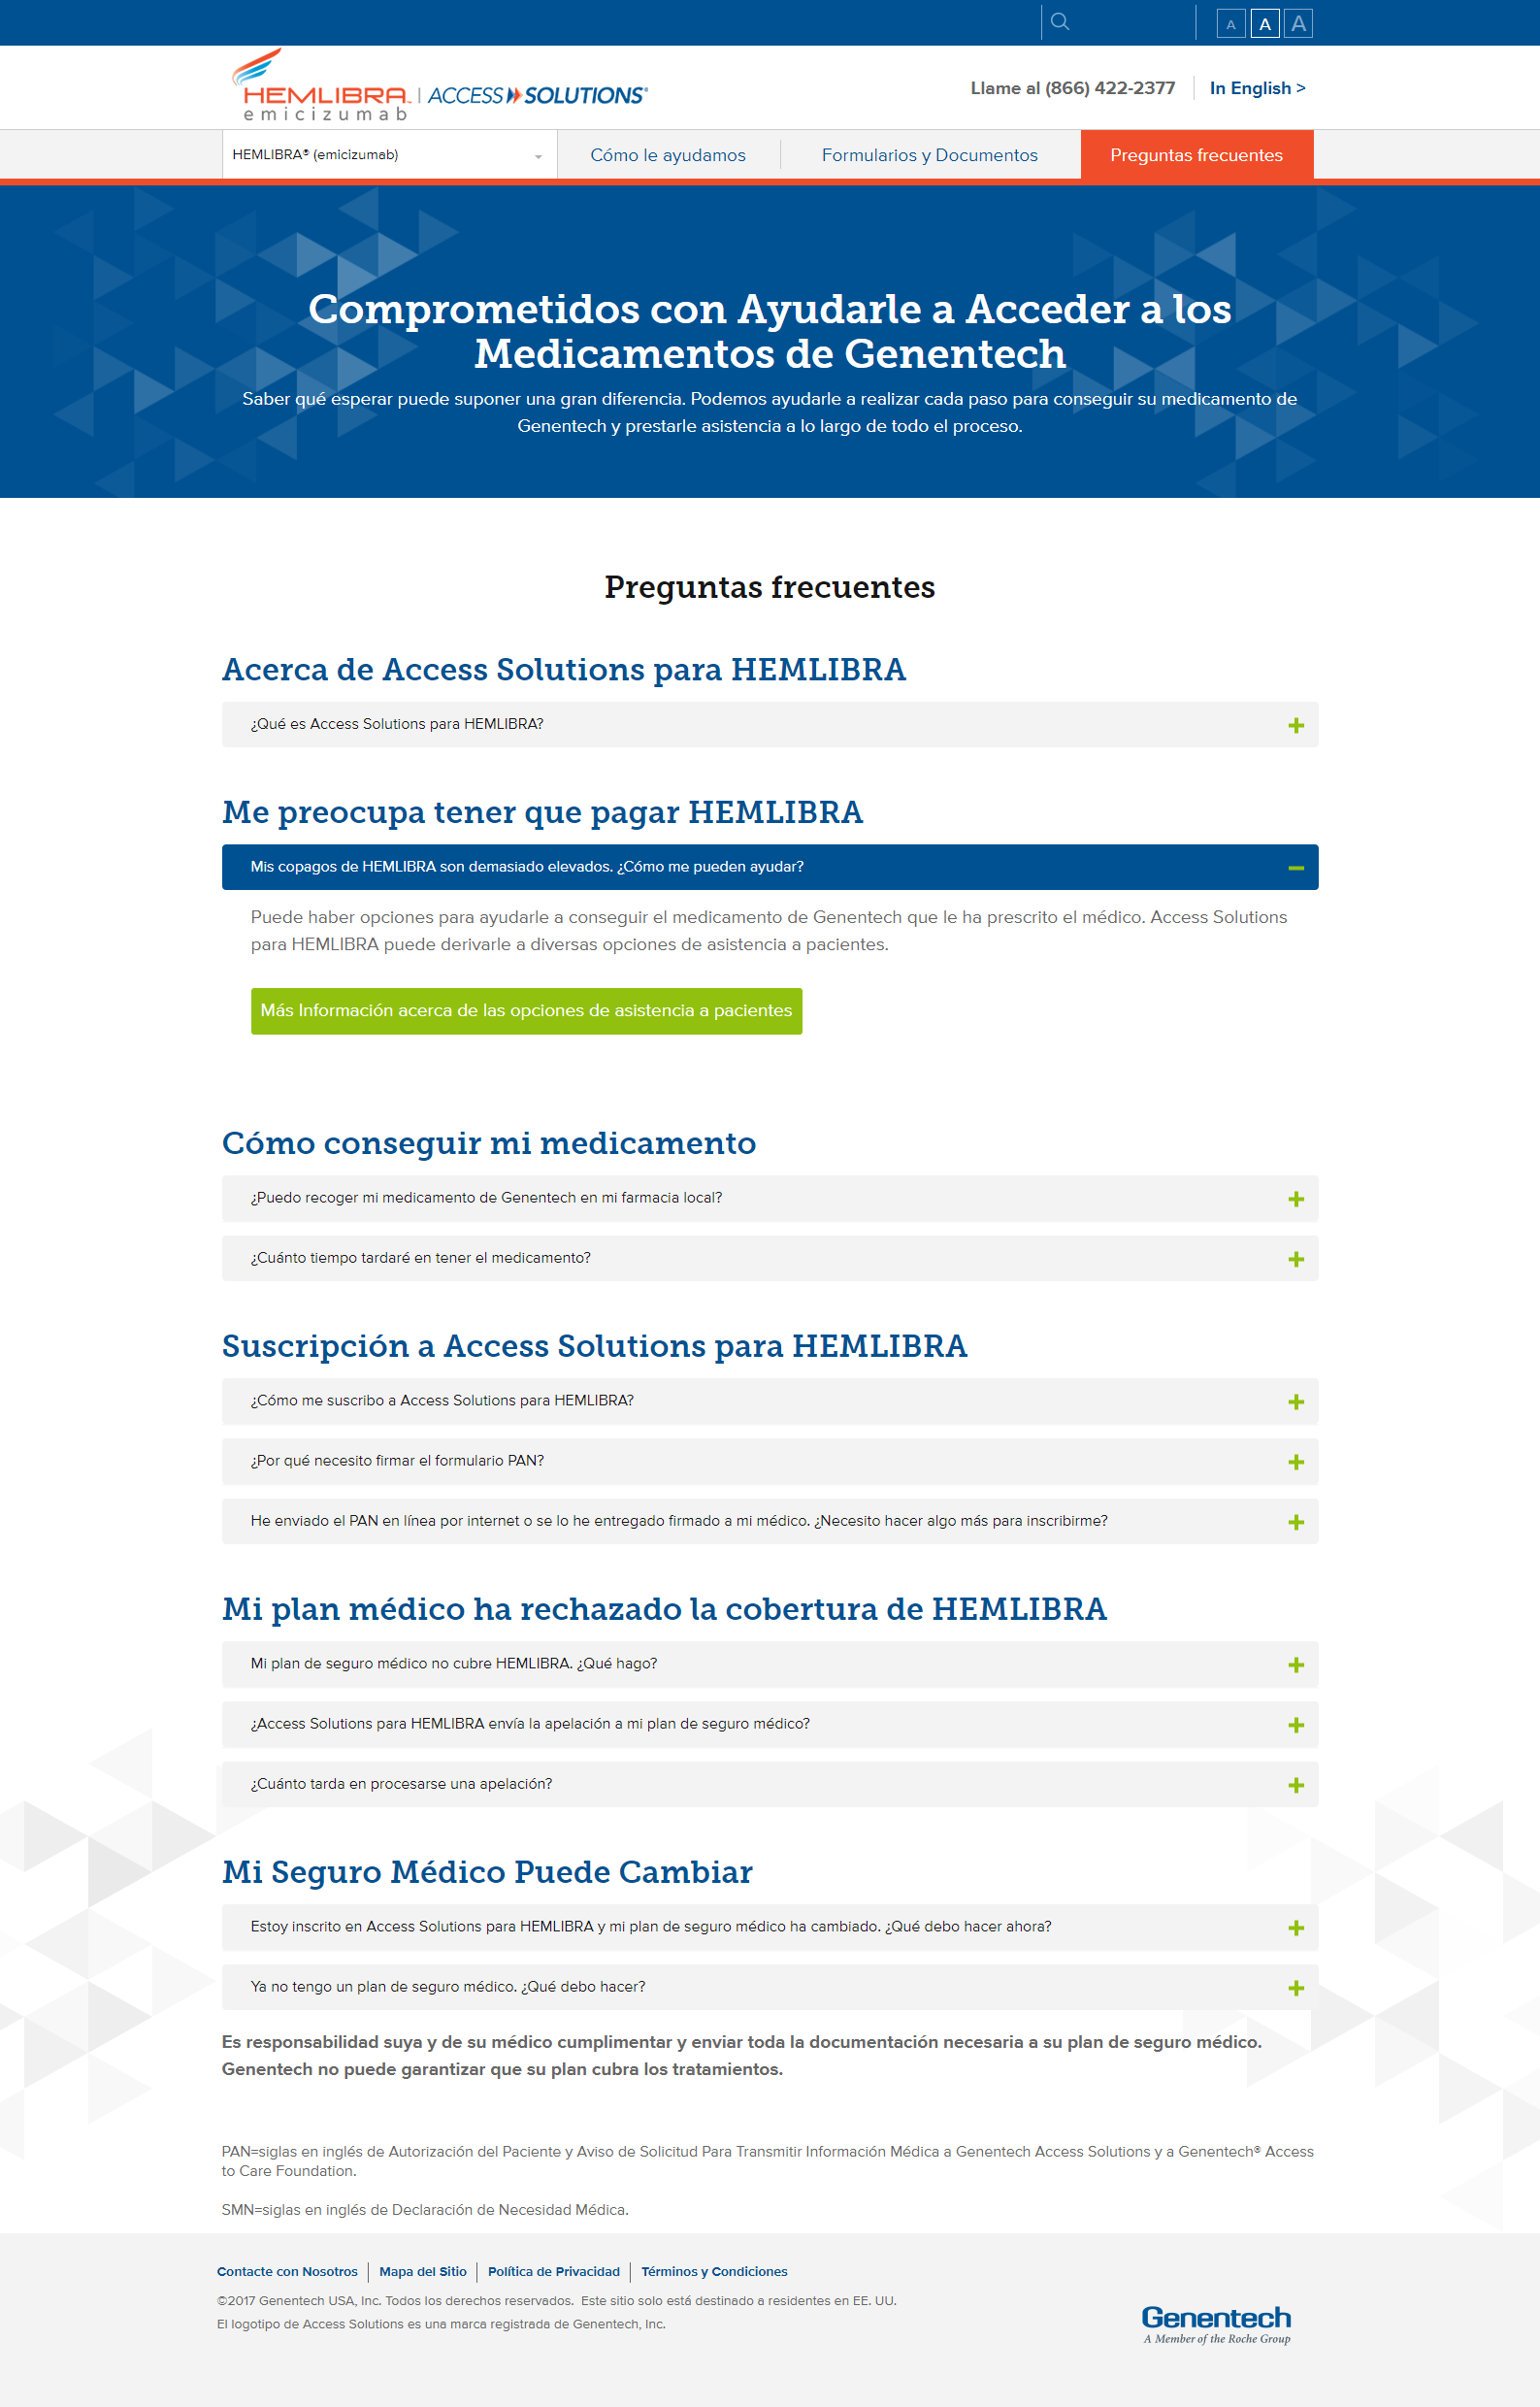 A A A
HEMLIBRA™ | ACCESS SOLUTIONS®
emicizumab
Llame al (866) 422-2377
In English >
HEMLIBRA® (emicizumab)
Cómo le ayudamos
Formularios y Documentos
Preguntas frecuentes
Comprometidos con Ayudarle a Acceder a los
Medicamentos de Genentech
Saber qué esperar puede suponer una gran diferencia. Podemos ayudarle a realizar cada paso para conseguir su medicamento de
Genentech y prestarle asistencia a lo largo de todo el proceso.
Preguntas frecuentes
Acerca de Access Solutions para HEMLIBRA
¿Qué es Access Solutions para HEMLIBRA?
Me preocupa tener que pagar HEMLIBRA
Mis copagos de HEMLIBRA son demasiado elevados. ¿Cómo me pueden ayudar?
Puede haber opciones para ayudarle a conseguir el medicamento de Genentech que le ha prescrito el médico. Access Solutions
para HEMLIBRA puede derivarle a diversas opciones de asistencia a pacientes.
Más Información acerca de las opciones de asistencia a pacientes
Cómo conseguir mi medicamento
¿Puedo recoger mi medicamento de Genentech en mi farmacia local?
¿Cuánto tiempo tardaré en tener el medicamento?
Suscripción a Access Solutions para HEMLIBRA
¿Cómo me suscribo a Access Solutions para HEMLIBRA?
¿Por qué necesito firmar el formulario PAN?
He enviado el PAN en línea por internet o se lo he entregado firmado a mi médico. ¿Necesito hacer algo más para inscribirme?
Mi plan médico ha rechazado la cobertura de HEMLIBRA
Mi plan de seguro médico no cubre HEMLIBRA. ¿Qué hago?
¿Access Solutions para HEMLIBRA envía la apelación a mi plan de seguro médico?
¿Cuánto tarda en procesarse una apelación?
Mi Seguro Médico Puede Cambiar
Estoy inscrito en Access Solutions para HEMLIBRA y mi plan de seguro médico ha cambiado. ¿Qué debo hacer ahora?
Ya no tengo un plan de seguro médico. ¿Qué debo hacer?
Es responsabilidad suya y de su médico cumplimentar y enviar toda la documentación necesaria a su plan de seguro médico.
Genentech no puede garantizar que su plan cubra los tratamientos.
PAN=siglas en inglés de Autorización del Paciente y Aviso de Solicitud Para Transmitir Información Médica a Genentech Access Solutions y a Genentech® Access
to Care Foundation.
SMN=siglas en inglés de Declaración de Necesidad Médica.
Contacte con Nosotros | Mapa del Sitio | Política de Privacidad | Términos y Condiciones
©2017 Genentech USA, Inc. Todos los derechos reservados. Este sitio solo está destinado a residentes en EE. UU.
El logotipo de Access Solutions es una marca registrada de Genentech, Inc.
Genentech
A Member of the Roche Group